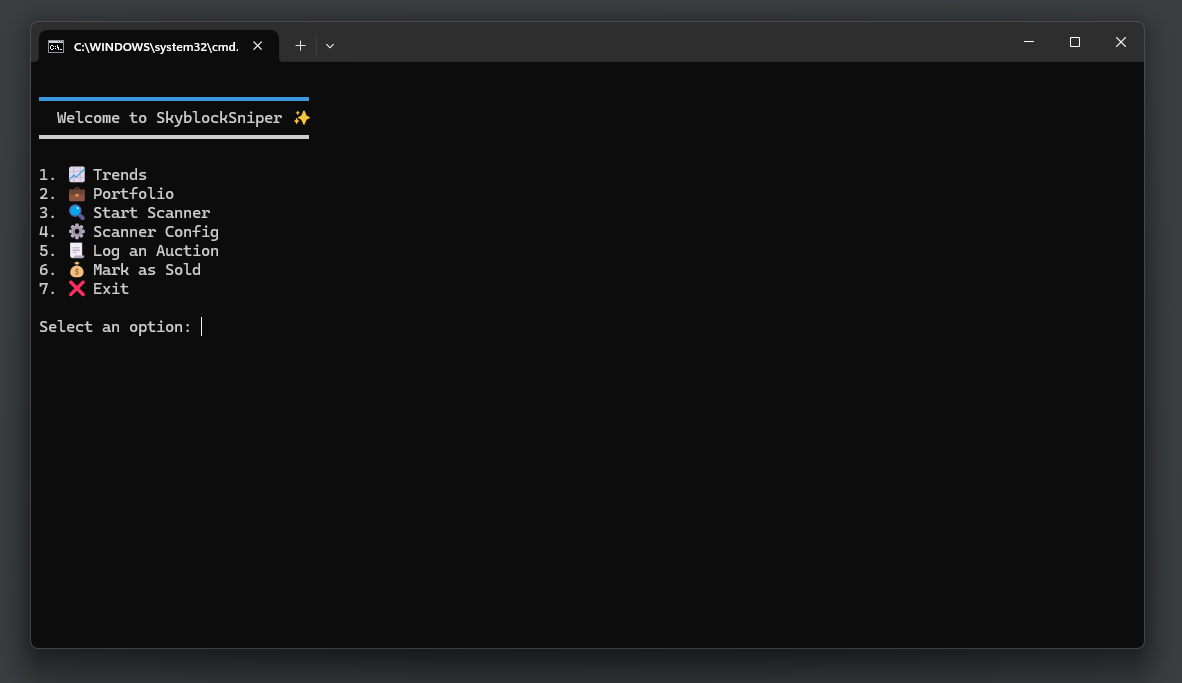 C:\WINDOWS\system32\cmd.
Welcome to SkyblockSniper ✨
1. 📈 Trends
2. 💼 Portfolio
3. 🔍 Start Scanner
4. ⚙️ Scanner Config
5. 📃 Log an Auction
6. 💰 Mark as Sold
7. ❌ Exit
Select an option: